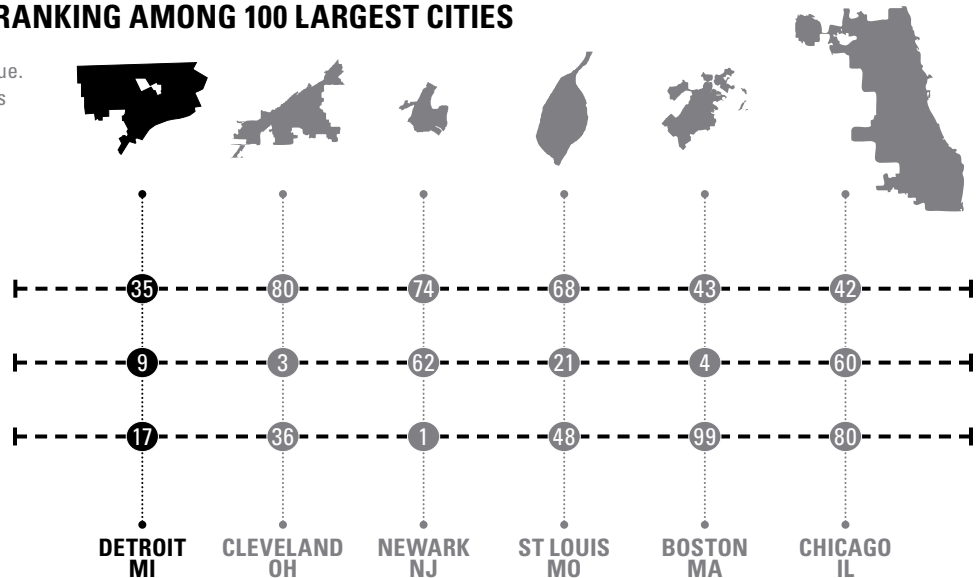 RANKING AMONG 100 LARGEST CITIES
ue.
s
35 80 74 68 43 42
9 3 62 21 4 60
17 36 1 48 99 80
DETROIT CLEVELAND NEWARK ST LOUIS BOSTON CHICAGO
MI OH NJ MO MA IL